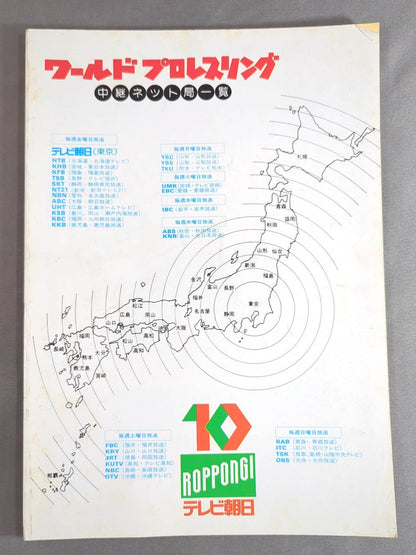 ワールドプロレスリング
中継ネット局一覧
毎週金曜日放送
テレビ朝日(東京)
HTB(北海道・北海道テレビ)
KHB(宮城・東日本放送)
KFB(福島・福島放送)
TSB(長野・テレビ信州)
SKT(静岡・静岡県民放送)
NT21(新潟・新潟テレビ21)
NBN(愛知・名古屋放送)
ABC(大阪・朝日放送)
UHT(広島・広島ホームテレビ)
KSB(香川、岡山・瀬戸内海放送)
KBC(福岡・九州朝日放送)
KKB(鹿児島・鹿児島放送)
毎週月曜日放送
YBC(山形・山形放送)
YBS(山梨・山梨放送)
TKU(熊本・テレビ熊本)
毎週火曜日放送
UMK(宮崎・テレビ宮崎)
EBC(愛媛・愛媛放送)
毎週水曜日放送
IBC(岩手・岩手放送)
毎週木曜日放送
ABS(秋田・秋田放送)
KNB(富山・北日本放送)
札幌
青森
盛岡
秋田
山形
仙台
新潟
福島
金沢
富山
長野
福井
東京
名古屋
静岡
松江
広島
岡山
山口
大阪
福岡
松山
高松
高知
長崎
大分
熊本
鹿児島
宮崎
那覇
毎週土曜日放送
FBC(福井・福井放送)
KRY(山口・山口放送)
JRT(徳島・四国放送)
KUTV(高知・テレビ高知)
NBC(長崎・長崎放送)
OTV(沖縄・沖縄テレビ)
10
ROPPONGI
テレビ朝日
毎週日曜日放送
RAB(青森・青森放送)
ITC(石川・石川テレビ)
TSK(鳥取、島根・山陰中央テレビ)
OBS(大分・大分放送)